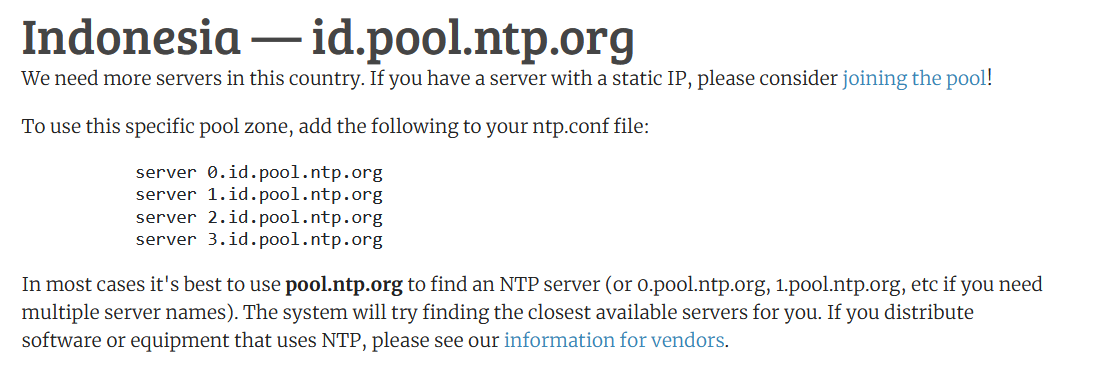 Indonesia — id.pool.ntp.org
We need more servers in this country. If you have a server with a static IP, please consider joining the pool!
To use this specific pool zone, add the following to your ntp.conf file:
server 0.id.pool.ntp.org
server 1.id.pool.ntp.org
server 2.id.pool.ntp.org
server 3.id.pool.ntp.org
In most cases it's best to use pool.ntp.org to find an NTP server (or 0.pool.ntp.org, 1.pool.ntp.org, etc if you need
multiple server names). The system will try finding the closest available servers for you. If you distribute
software or equipment that uses NTP, please see our information for vendors.